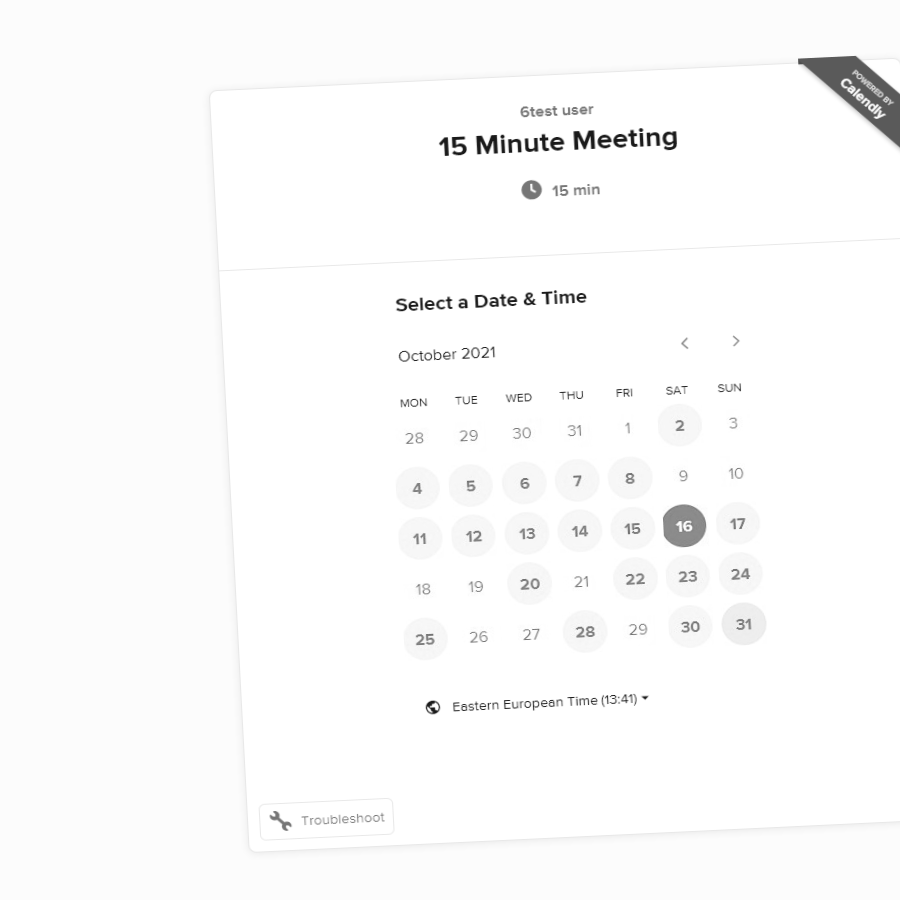 POWERED BY
Calendly
6test user
15 Minute Meeting
15 min
Select a Date & Time
October 2021
MON TUE WED THU FRI SAT SUN
28 29 30 31 1 2 3
4 5 6 7 8 9 10
11 12 13 14 15 16 17
18 19 20 21 22 23 24
25 26 27 28 29 30 31
Eastern European Time (13:41)
Troubleshoot